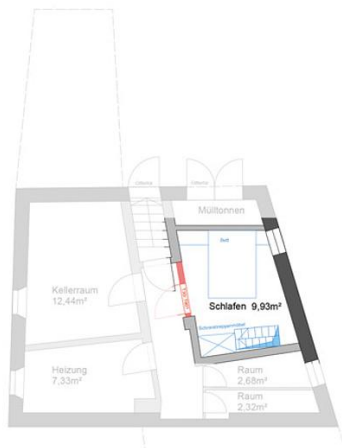 Mülltonnen
Bett
Kellerraum
12,44m²
Schlafen 9,93m²
Heizung
7,33m²
Raum
2,68m²
Raum
2,32m²